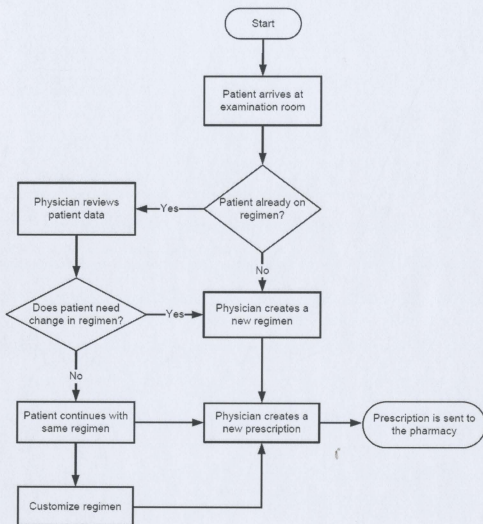 Start
Patient arrives at
examination room
Patient already on
regimen?
Yes
Physician reviews
patient data
No
Does patient need
change in regimen?
Yes
Physician creates a
new regimen
No
Patient continues with
same regimen
Physician creates a
new prescription
Prescription is sent to
the pharmacy
Customize regimen